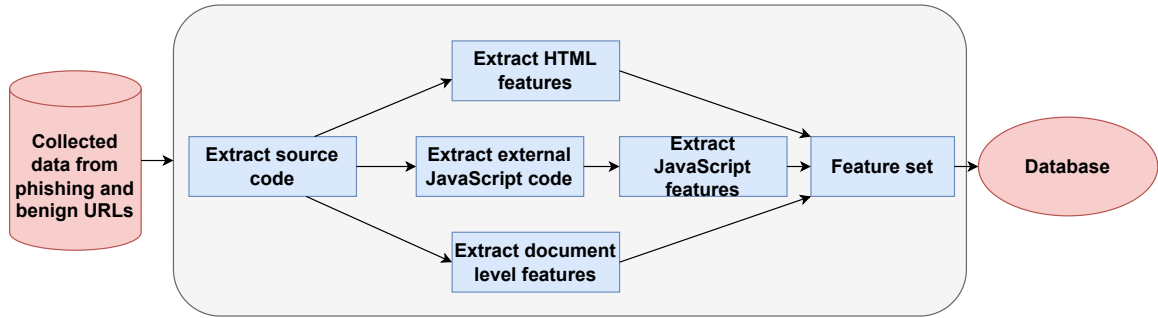 Collected
data from
phishing and
benign URLs
Extract source
code
Extract HTML
features
Extract external
JavaScript code
Extract
JavaScript
features
Extract document
level features
Feature set
Database